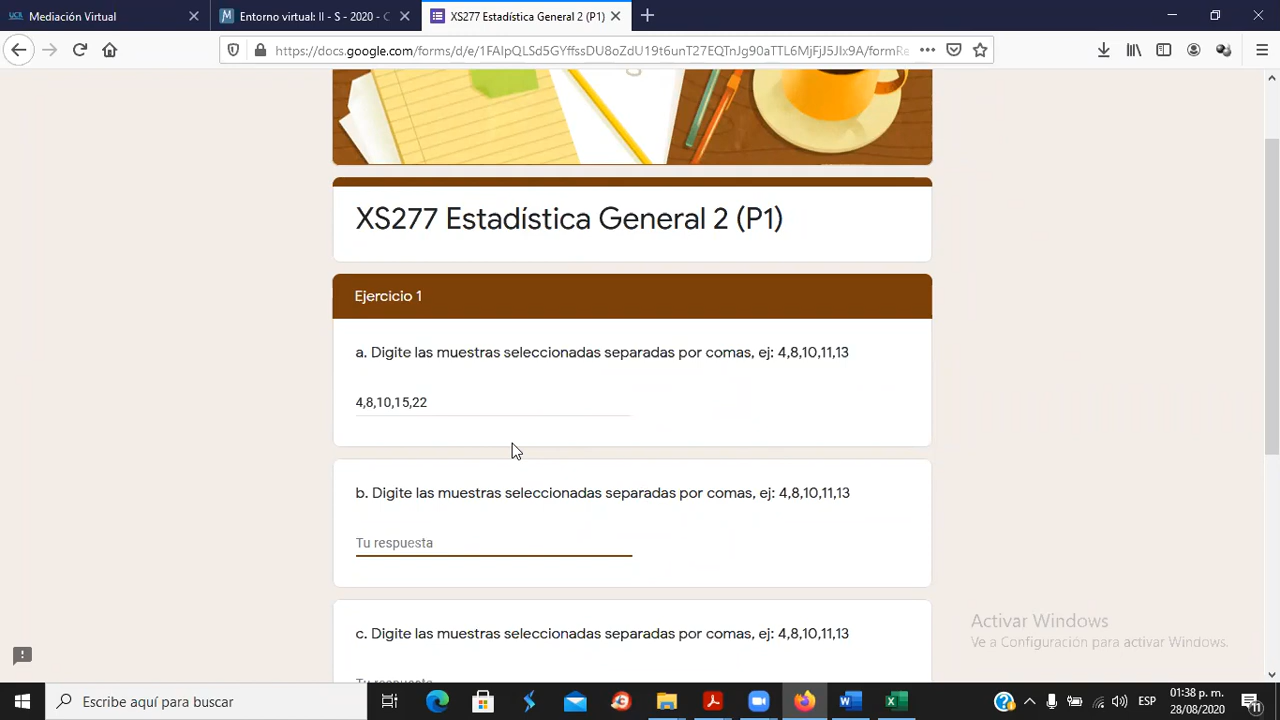 Mediación Virtual
Entorno virtual: II - S - 2020 - C
XS277 Estadística General 2 (P1)
https://docs.google.com/forms/d/e/1FAIpQLSd5GYffssDU8oZdU19t6unT27EQTnJg90aTTL6MjFjJ5JIx9A/formRe
XS277 Estadística General 2 (P1)
Ejercicio 1
a. Digite las muestras seleccionadas separadas por comas, ej: 4,8,10,11,13
4,8,10,15,22
b. Digite las muestras seleccionadas separadas por comas, ej: 4,8,10,11,13
Tu respuesta
c. Digite las muestras seleccionadas separadas por comas, ej: 4,8,10,11,13
Tu respuesta
Activar Windows
Ve a Configuración para activar Windows.
Escribe aquí para buscar
ESP
01:38 p. m.
28/08/2020
11